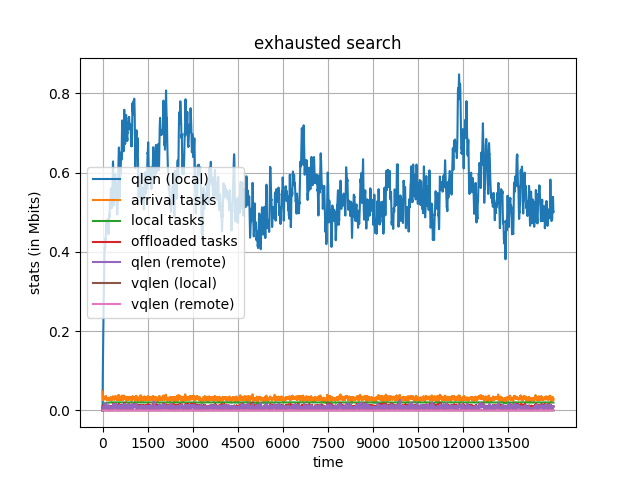 exhausted search
stats (in Mbits)
0.8
0.6
0.4
0.2
0.0
qlen (local)
arrival tasks
local tasks
offloaded tasks
qlen (remote)
vqlen (local)
vqlen (remote)
0 1500 3000 4500 6000 7500 9000 10500 12000 13500
time